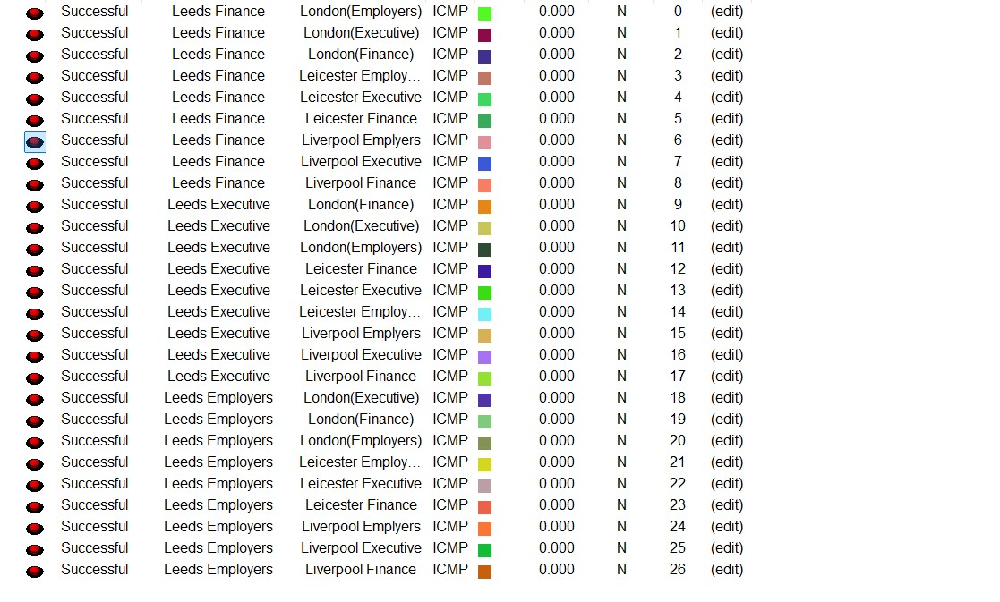 Successful Leeds Finance London(Employers) ICMP 0.000 N 0 (edit)
Successful Leeds Finance London(Executive) ICMP 0.000 N 1 (edit)
Successful Leeds Finance London(Finance) ICMP 0.000 N 2 (edit)
Successful Leeds Finance Leicester Employ... ICMP 0.000 N 3 (edit)
Successful Leeds Finance Leicester Executive ICMP 0.000 N 4 (edit)
Successful Leeds Finance Leicester Finance ICMP 0.000 N 5 (edit)
Successful Leeds Finance Liverpool Emplyers ICMP 0.000 N 6 (edit)
Successful Leeds Finance Liverpool Executive ICMP 0.000 N 7 (edit)
Successful Leeds Finance Liverpool Finance ICMP 0.000 N 8 (edit)
Successful Leeds Executive London(Finance) ICMP 0.000 N 9 (edit)
Successful Leeds Executive London(Executive) ICMP 0.000 N 10 (edit)
Successful Leeds Executive London(Employers) ICMP 0.000 N 11 (edit)
Successful Leeds Executive Leicester Finance ICMP 0.000 N 12 (edit)
Successful Leeds Executive Leicester Executive ICMP 0.000 N 13 (edit)
Successful Leeds Executive Leicester Employ... ICMP 0.000 N 14 (edit)
Successful Leeds Executive Liverpool Emplyers ICMP 0.000 N 15 (edit)
Successful Leeds Executive Liverpool Executive ICMP 0.000 N 16 (edit)
Successful Leeds Executive Liverpool Finance ICMP 0.000 N 17 (edit)
Successful Leeds Employers London(Executive) ICMP 0.000 N 18 (edit)
Successful Leeds Employers London(Finance) ICMP 0.000 N 19 (edit)
Successful Leeds Employers London(Employers) ICMP 0.000 N 20 (edit)
Successful Leeds Employers Leicester Employ... ICMP 0.000 N 21 (edit)
Successful Leeds Employers Leicester Executive ICMP 0.000 N 22 (edit)
Successful Leeds Employers Leicester Finance ICMP 0.000 N 23 (edit)
Successful Leeds Employers Liverpool Emplyers ICMP 0.000 N 24 (edit)
Successful Leeds Employers Liverpool Executive ICMP 0.000 N 25 (edit)
Successful Leeds Employers Liverpool Finance ICMP 0.000 N 26 (edit)